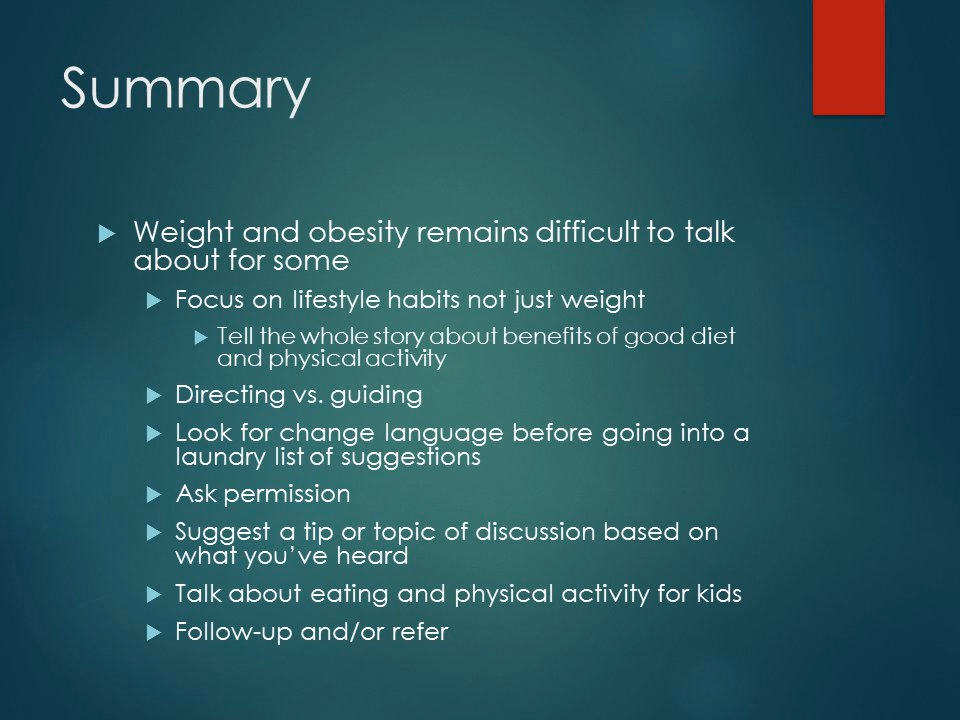 Summary
Weight and obesity remains difficult to talk
about for some
Focus on lifestyle habits not just weight
Tell the whole story about benefits of good diet
and physical activity
Directing vs. guiding
Look for change language before going into a
laundry list of suggestions
Ask permission
Suggest a tip or topic of discussion based on
what you’ve heard
Talk about eating and physical activity for kids
Follow-up and/or refer